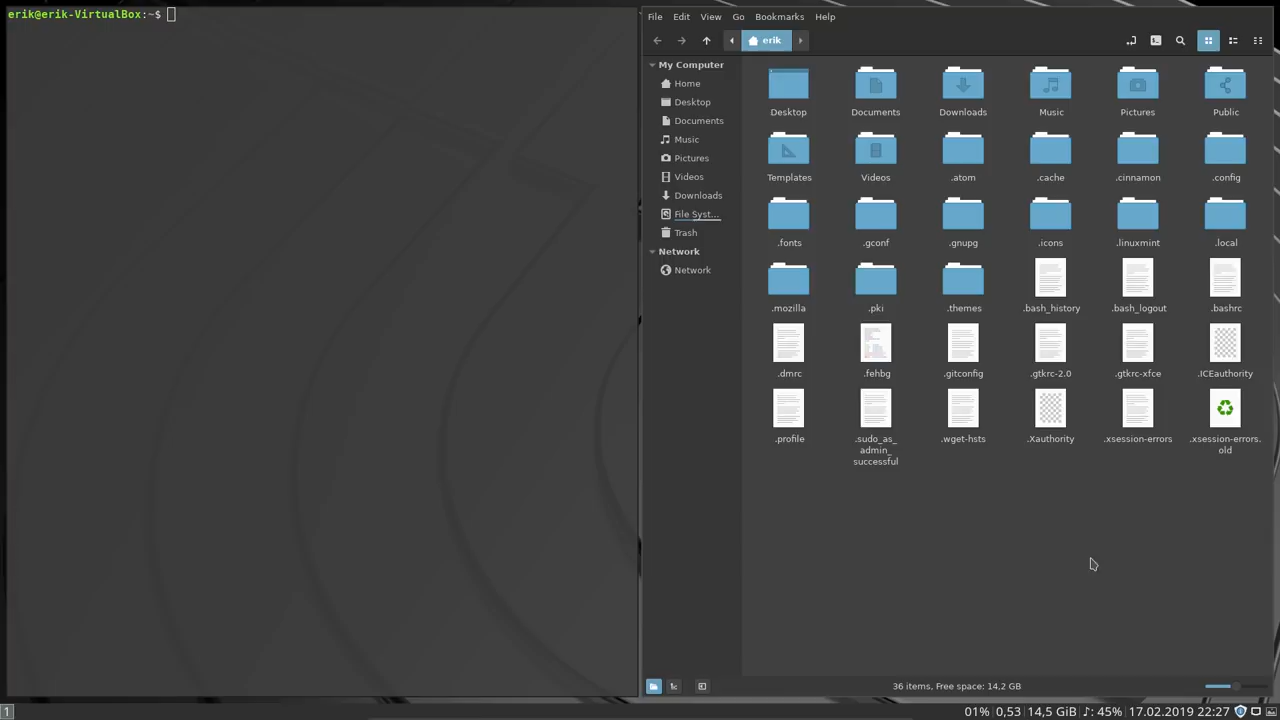 erik@erik-VirtualBox:~$
File Edit View Go Bookmarks Help
erik
My Computer
Home
Desktop
Documents
Music
Pictures
Videos
Downloads
File Syst...
Trash
Network
Network
Desktop Documents Downloads Music Pictures Public
Templates Videos .atom .cache .cinnamon .config
.fonts .gconf .gnupg .icons .linuxmint .local
.mozilla .pki .themes .bash_history .bash_logout .bashrc
.dmrc .fehbg .gitconfig .gtkrc-2.0 .gtkrc-xfce .ICEauthority
.profile .sudo_as_ .wget-hsts .Xauthority .xsession-errors .xsession-errors.
admin_ old
successful
36 items, Free space: 14,2 GB
1
01% 0,53 14,5 GiB ♪: 45% 17.02.2019 22:27